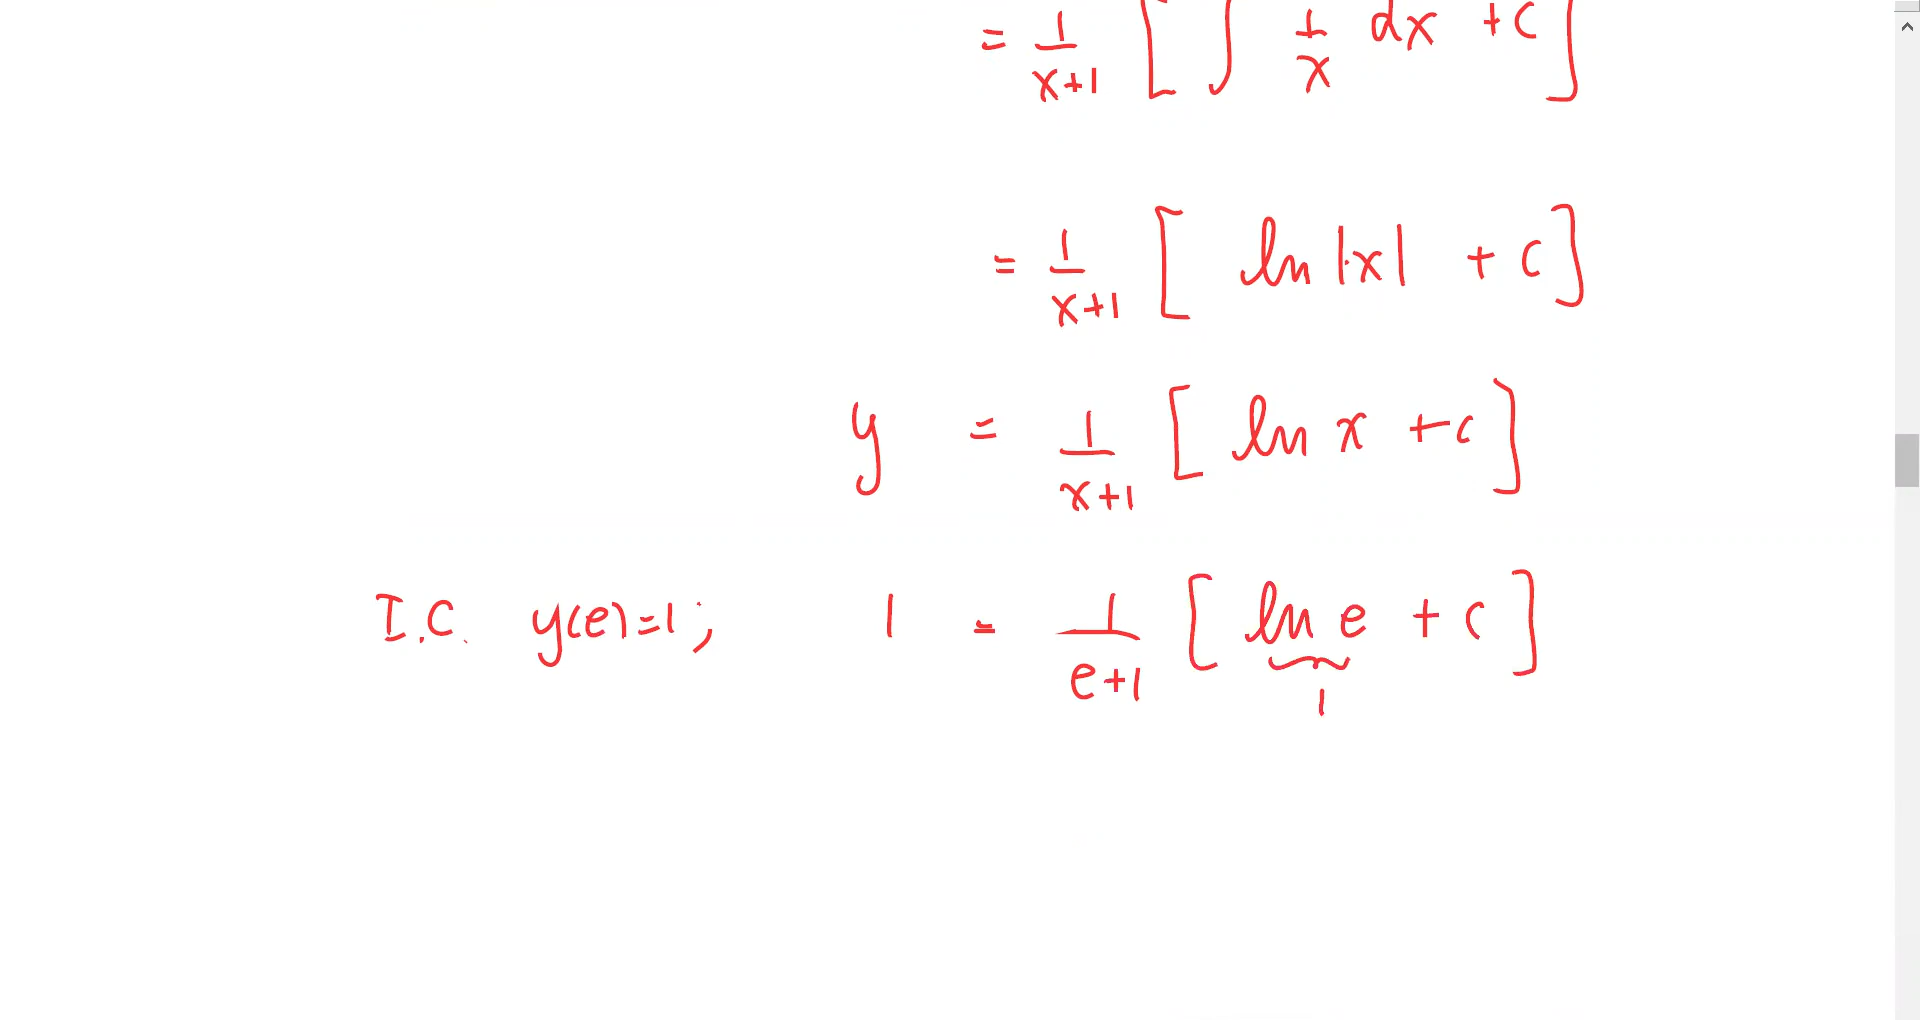 = 1/(x+1) [ ∫ 1/x dx + c ]
= 1/(x+1) [ ln |x| + c ]
y = 1/(x+1) [ ln x + c ]
I.C. y(e)=1; 1 = 1/(e+1) [ ln e + c ]
1